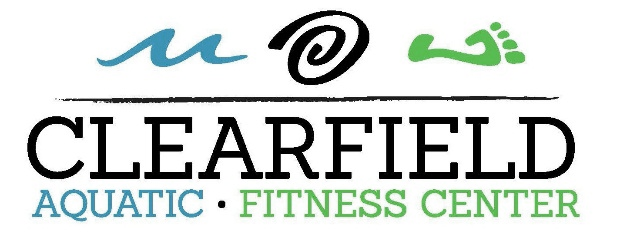 CLEARFIELD
AQUATIC · FITNESS CENTER